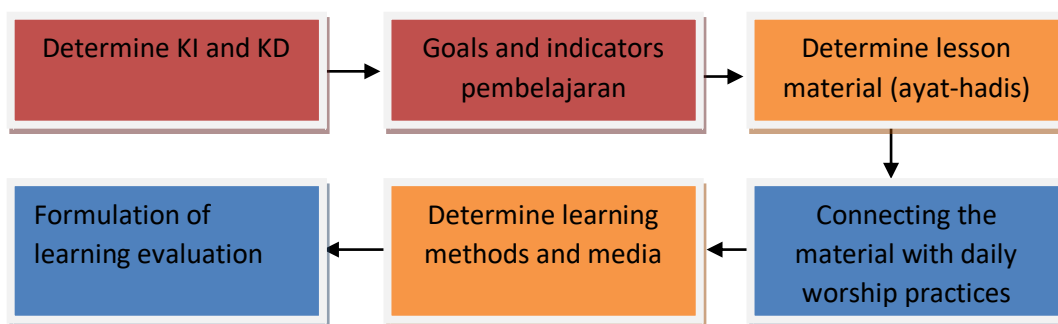 Determine KI and KD
Goals and indicators
pembelajaran
Determine lesson
material (ayat-hadis)
Connecting the
material with daily
worship practices
Determine learning
methods and media
Formulation of
learning evaluation